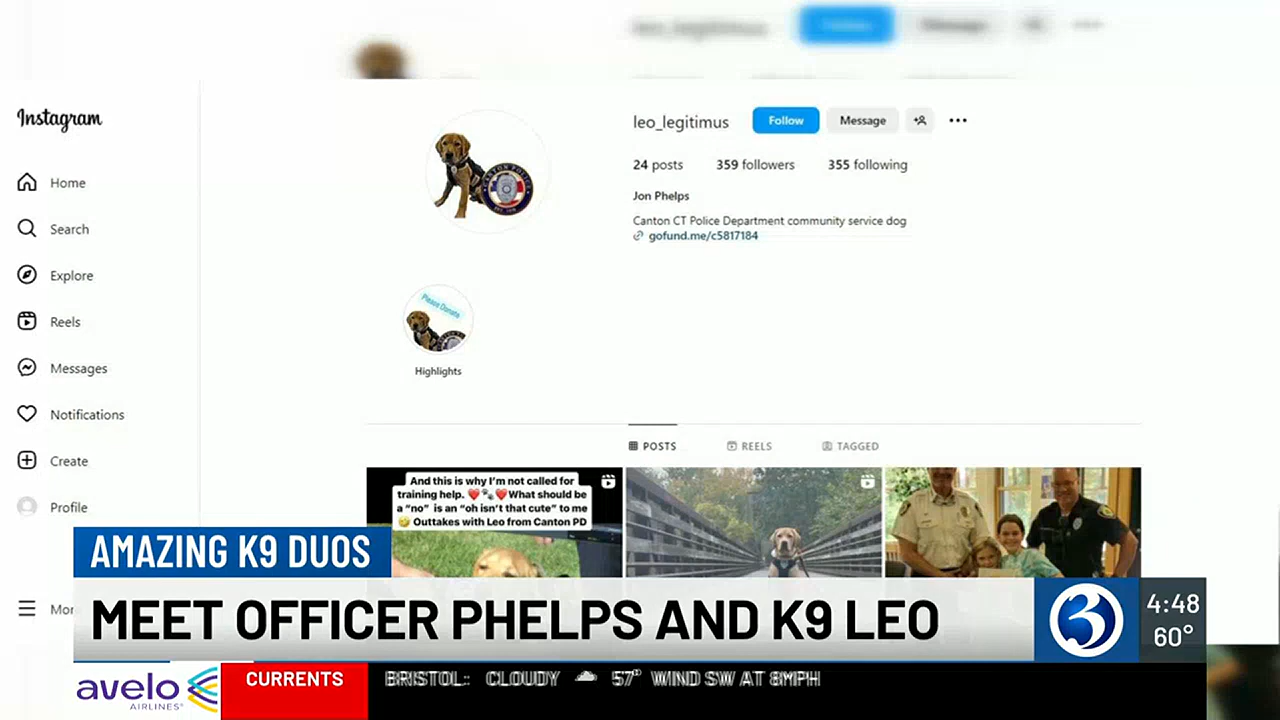 Instagram
Home
Search
Explore
Reels
Messages
Notifications
Create
Profile
leo_legitimus
Follow
Message
24 posts
359 followers
355 following
Jon Phelps
Canton CT Police Department community service dog
gofund.me/c5817184
CANTON POLICE
Please Donate
Highlights
POSTS
REELS
TAGGED
And this is why I'm not called for
training help. ❤️🐾❤️What should be
a “no” is an “oh isn't that cute” to me
🤣 Outtakes with Leo from Canton PD
AMAZING K9 DUOS
MEET OFFICER PHELPS AND K9 LEO
3
4:48
60°
avelo
AIRLINES
CURRENTS
BRISTOL: CLOUDY 57° WIND SW AT 8MPH